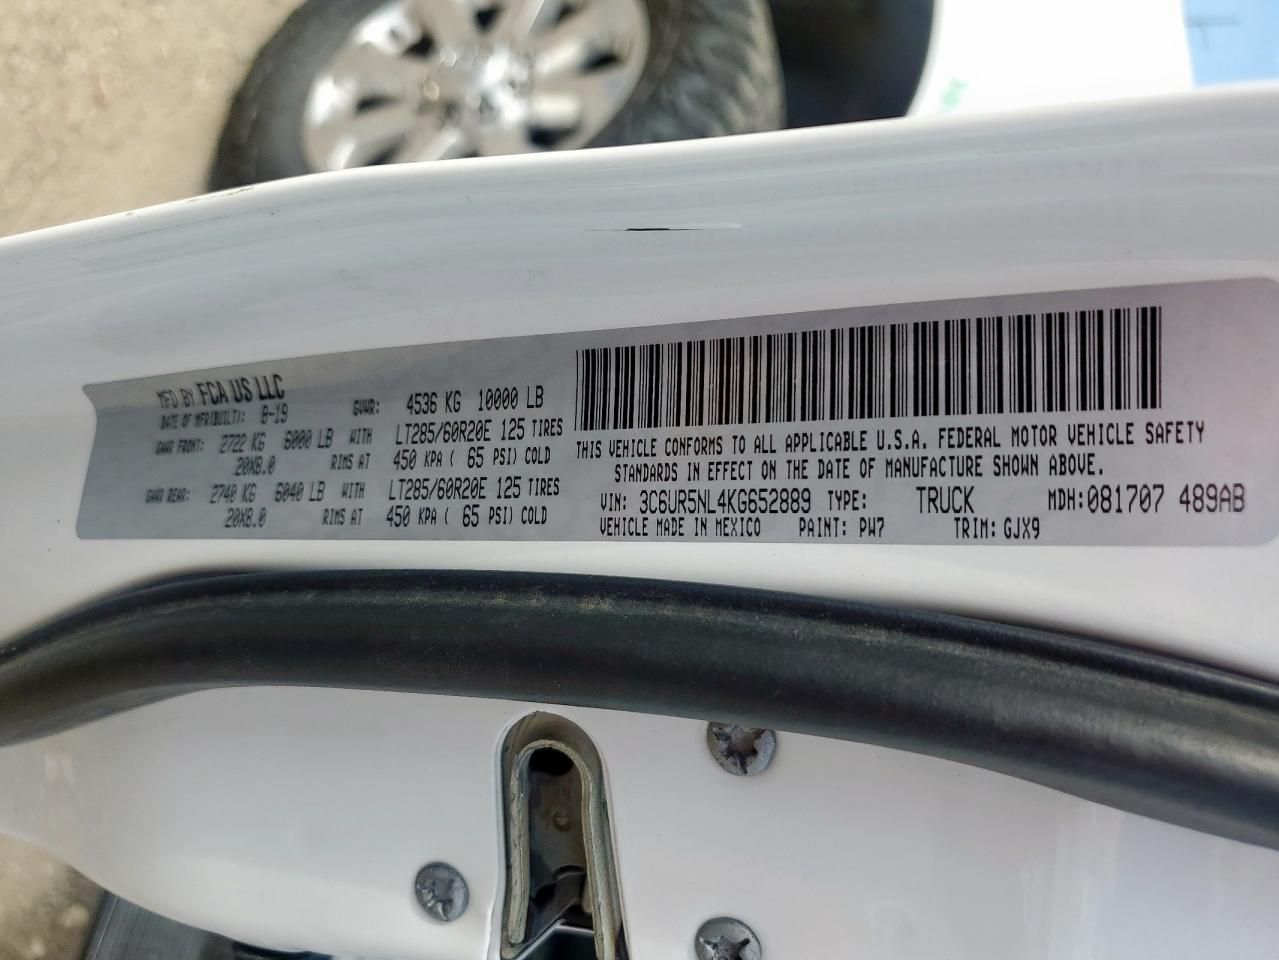 MFD BY FCA US LLC
DATE OF MFR(BUILT): 8-19 GVWR: 4536 KG 10000 LB
GAWR FRONT: 2722 KG 6000 LB WITH LT285/60R20E 125 TIRES
20X8.0 RIMS AT 450 KPA ( 65 PSI) COLD
GAWR REAR: 2740 KG 6040 LB WITH LT285/60R20E 125 TIRES
20X8.0 RIMS AT 450 KPA ( 65 PSI) COLD
THIS VEHICLE CONFORMS TO ALL APPLICABLE U.S.A. FEDERAL MOTOR VEHICLE SAFETY
STANDARDS IN EFFECT ON THE DATE OF MANUFACTURE SHOWN ABOVE.
VIN: 3C6UR5NL4KG652889 TYPE: TRUCK MDH:081707 489AB
VEHICLE MADE IN MEXICO PAINT: PW7 TRIM: GJX9